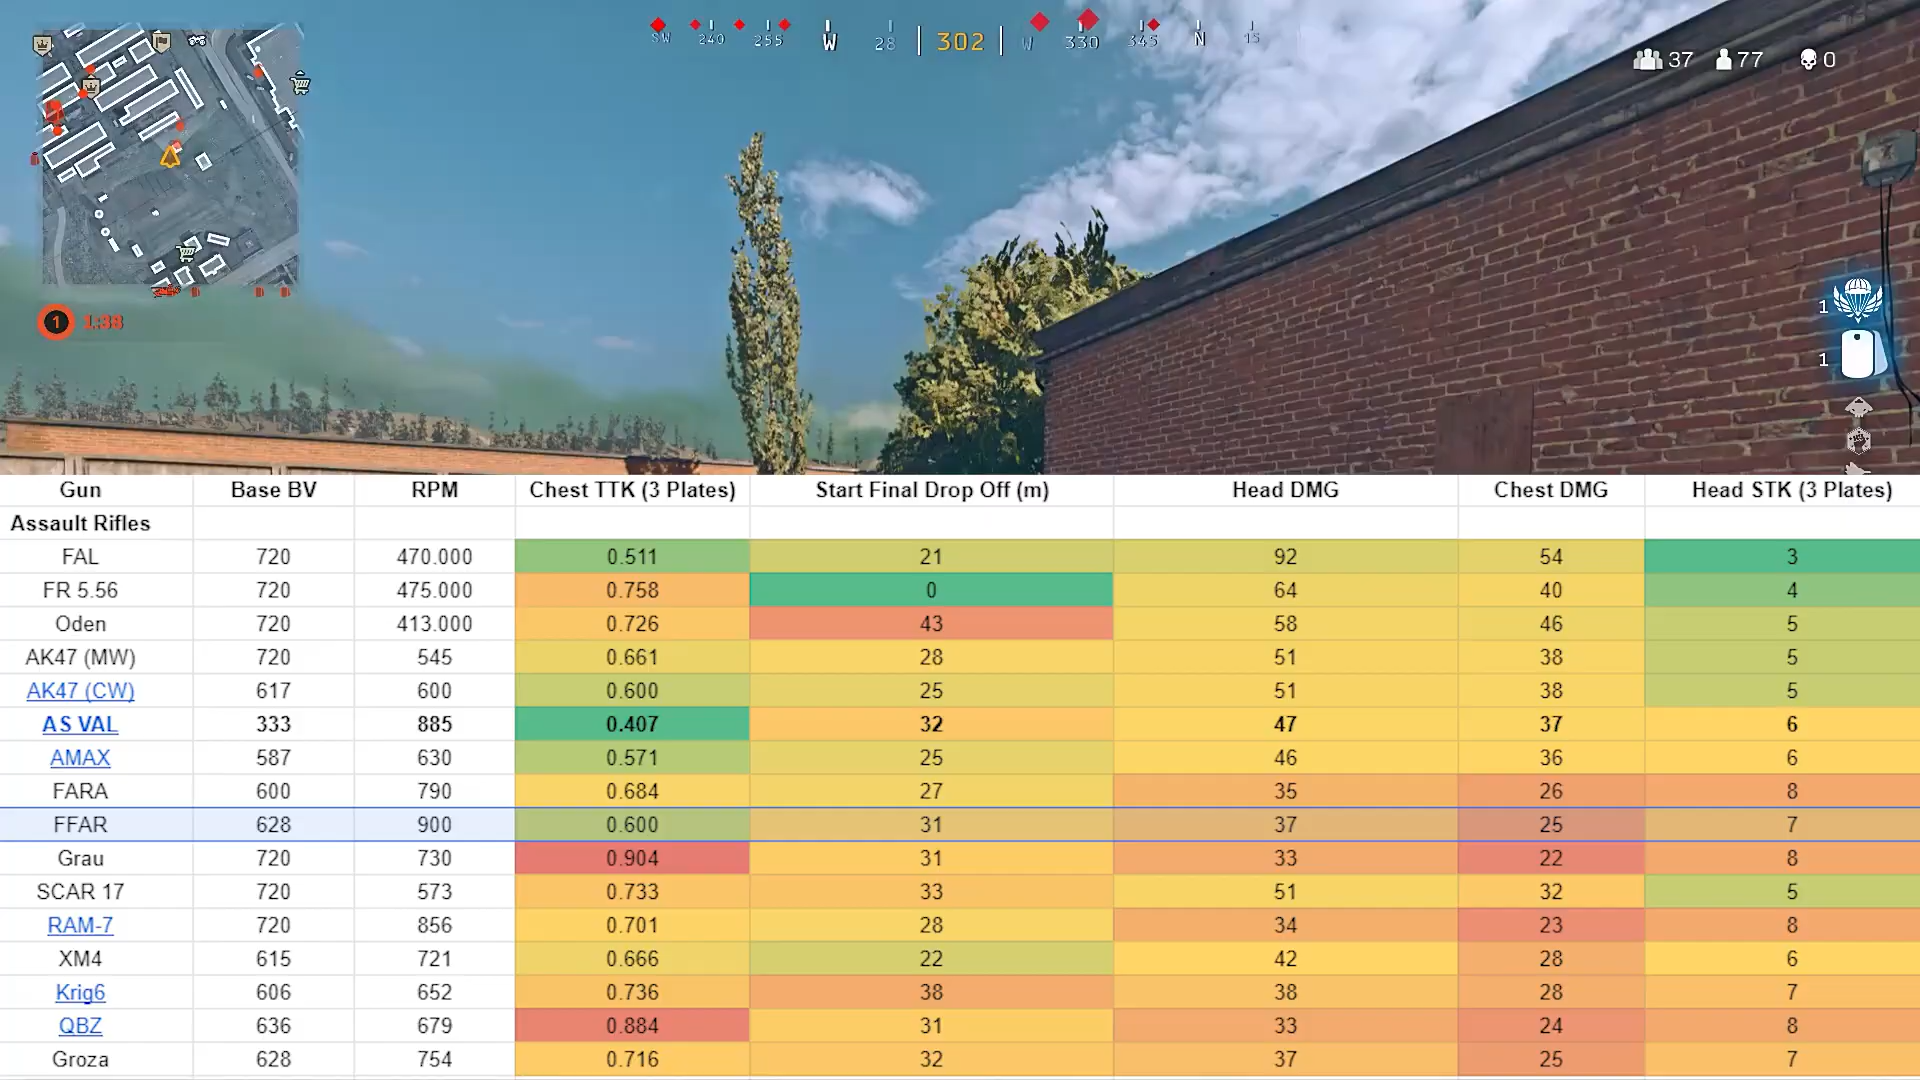 SW 240 255 W 28 302 W 330 345 N 15
37 77 0
1 1:38
1
1
Gun Base BV RPM Chest TTK (3 Plates) Start Final Drop Off (m) Head DMG Chest DMG Head STK (3 Plates)
Assault Rifles
FAL 720 470.000 0.511 21 92 54 3
FR 5.56 720 475.000 0.758 0 64 40 4
Oden 720 413.000 0.726 43 58 46 5
AK47 (MW) 720 545 0.661 28 51 38 5
AK47 (CW) 617 600 0.600 25 51 38 5
AS VAL 333 885 0.407 32 47 37 6
AMAX 587 630 0.571 25 46 36 6
FARA 600 790 0.684 27 35 26 8
FFAR 628 900 0.600 31 37 25 7
Grau 720 730 0.904 31 33 22 8
SCAR 17 720 573 0.733 33 51 32 5
RAM-7 720 856 0.701 28 34 23 8
XM4 615 721 0.666 22 42 28 6
Krig6 606 652 0.736 38 38 28 7
QBZ 636 679 0.884 31 33 24 8
Groza 628 754 0.716 32 37 25 7